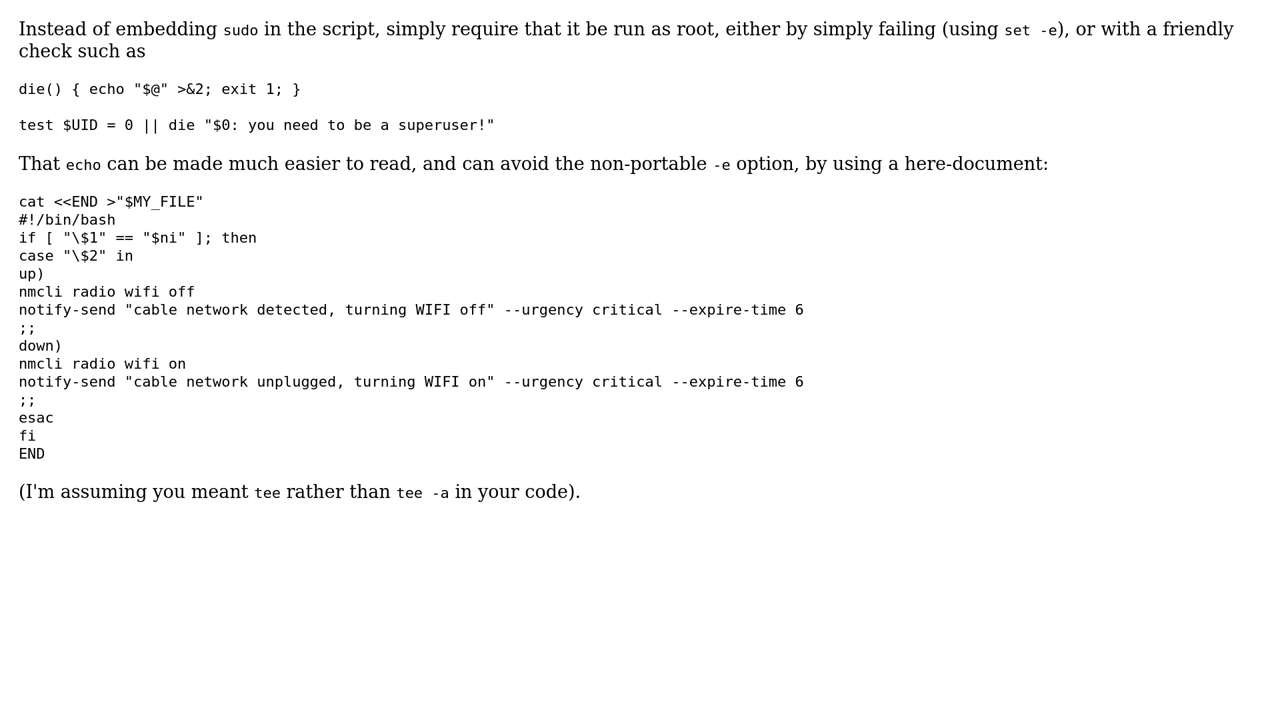 Instead of embedding sudo in the script, simply require that it be run as root, either by simply failing (using set -e), or with a friendly
check such as
die() { echo "$@" >&2; exit 1; }
test $UID = 0 || die "$0: you need to be a superuser!"
That echo can be made much easier to read, and can avoid the non-portable -e option, by using a here-document:
cat <<END >"$MY_FILE"
#!/bin/bash
if [ "\$1" == "$ni" ]; then
case "\$2" in
up)
nmcli radio wifi off
notify-send "cable network detected, turning WIFI off" --urgency critical --expire-time 6
;;
down)
nmcli radio wifi on
notify-send "cable network unplugged, turning WIFI on" --urgency critical --expire-time 6
;;
esac
fi
END
(I'm assuming you meant tee rather than tee -a in your code).